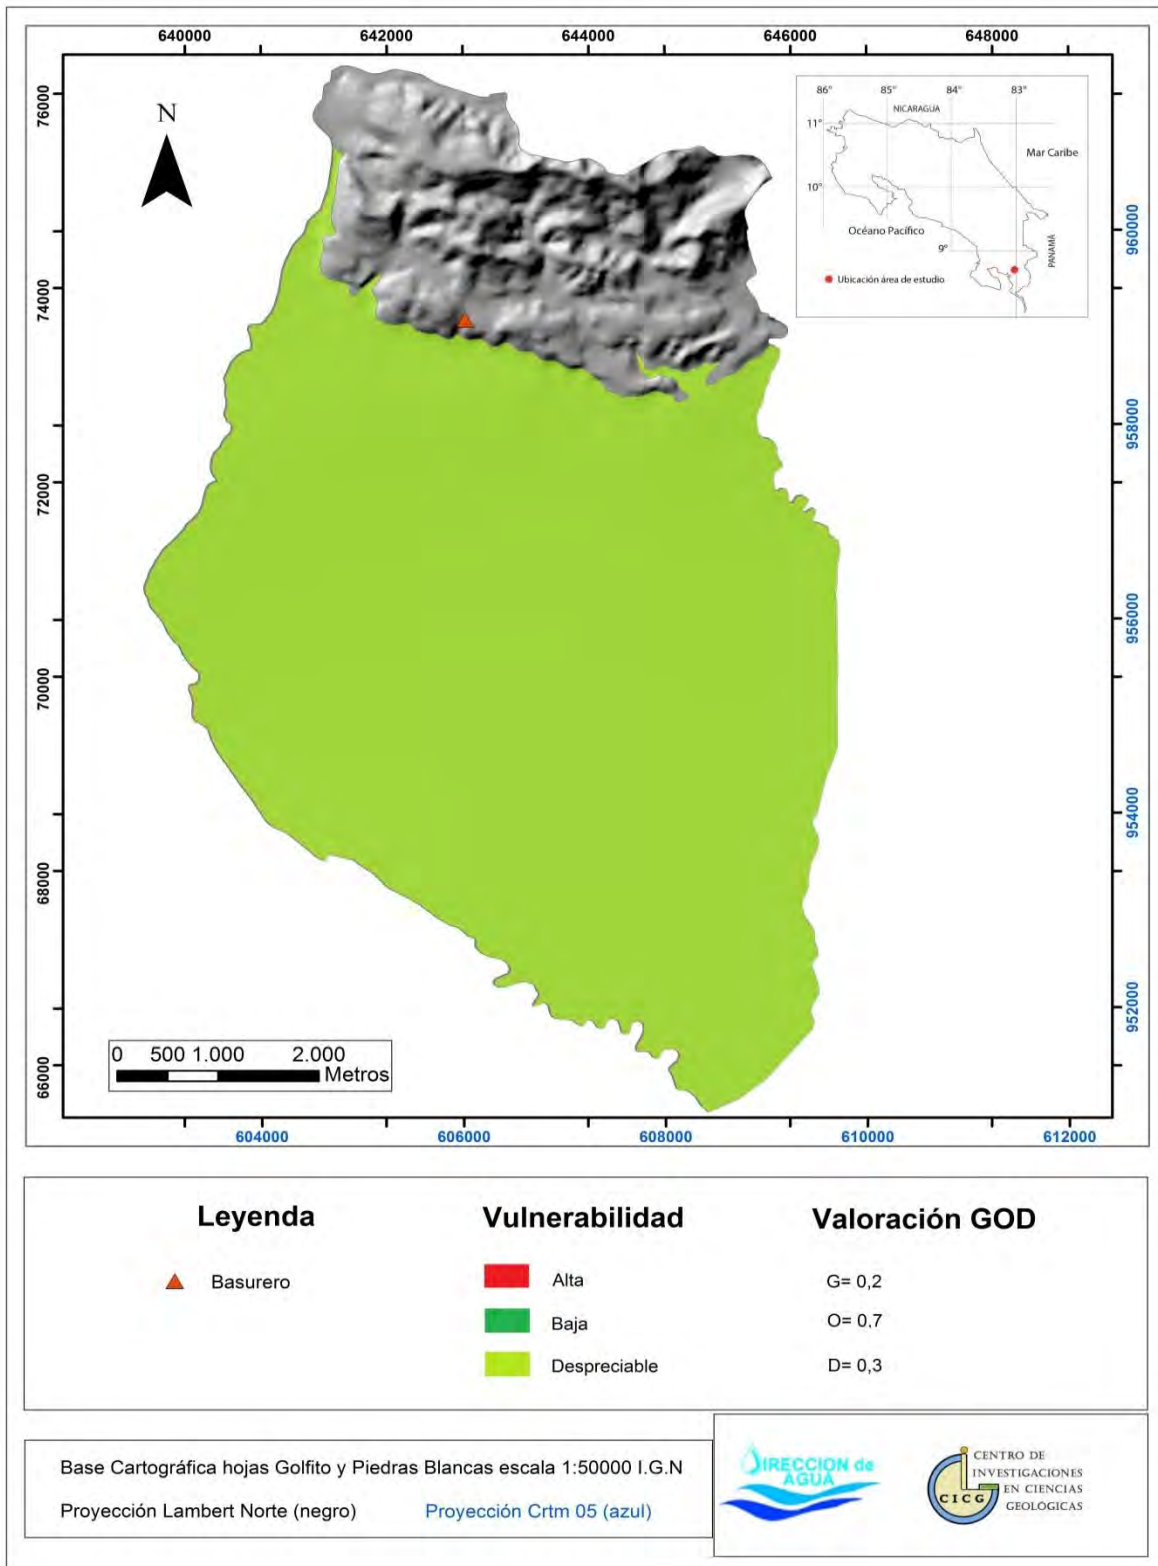 640000 642000 644000 646000 648000
76000
74000
72000
70000
68000
66000
960000
958000
956000
954000
952000
N
86° 85° 84° 83°
NICARAGUA
11°
Mar Caribe
10°
Océano Pacífico
9°
PANAMÁ
Ubicación área de estudio
0 500 1.000 2.000
Metros
604000 606000 608000 610000 612000
Leyenda Vulnerabilidad Valoración GOD
Basurero Alta G= 0,2
Baja O= 0,7
Despreciable D= 0,3
Base Cartográfica hojas Golfito y Piedras Blancas escala 1:50000 I.G.N
Proyección Lambert Norte (negro) Proyección Crtm 05 (azul)
DIRECCION de
AGUA
CICG
CENTRO DE
INVESTIGACIONES
EN CIENCIAS
GEOLÓGICAS